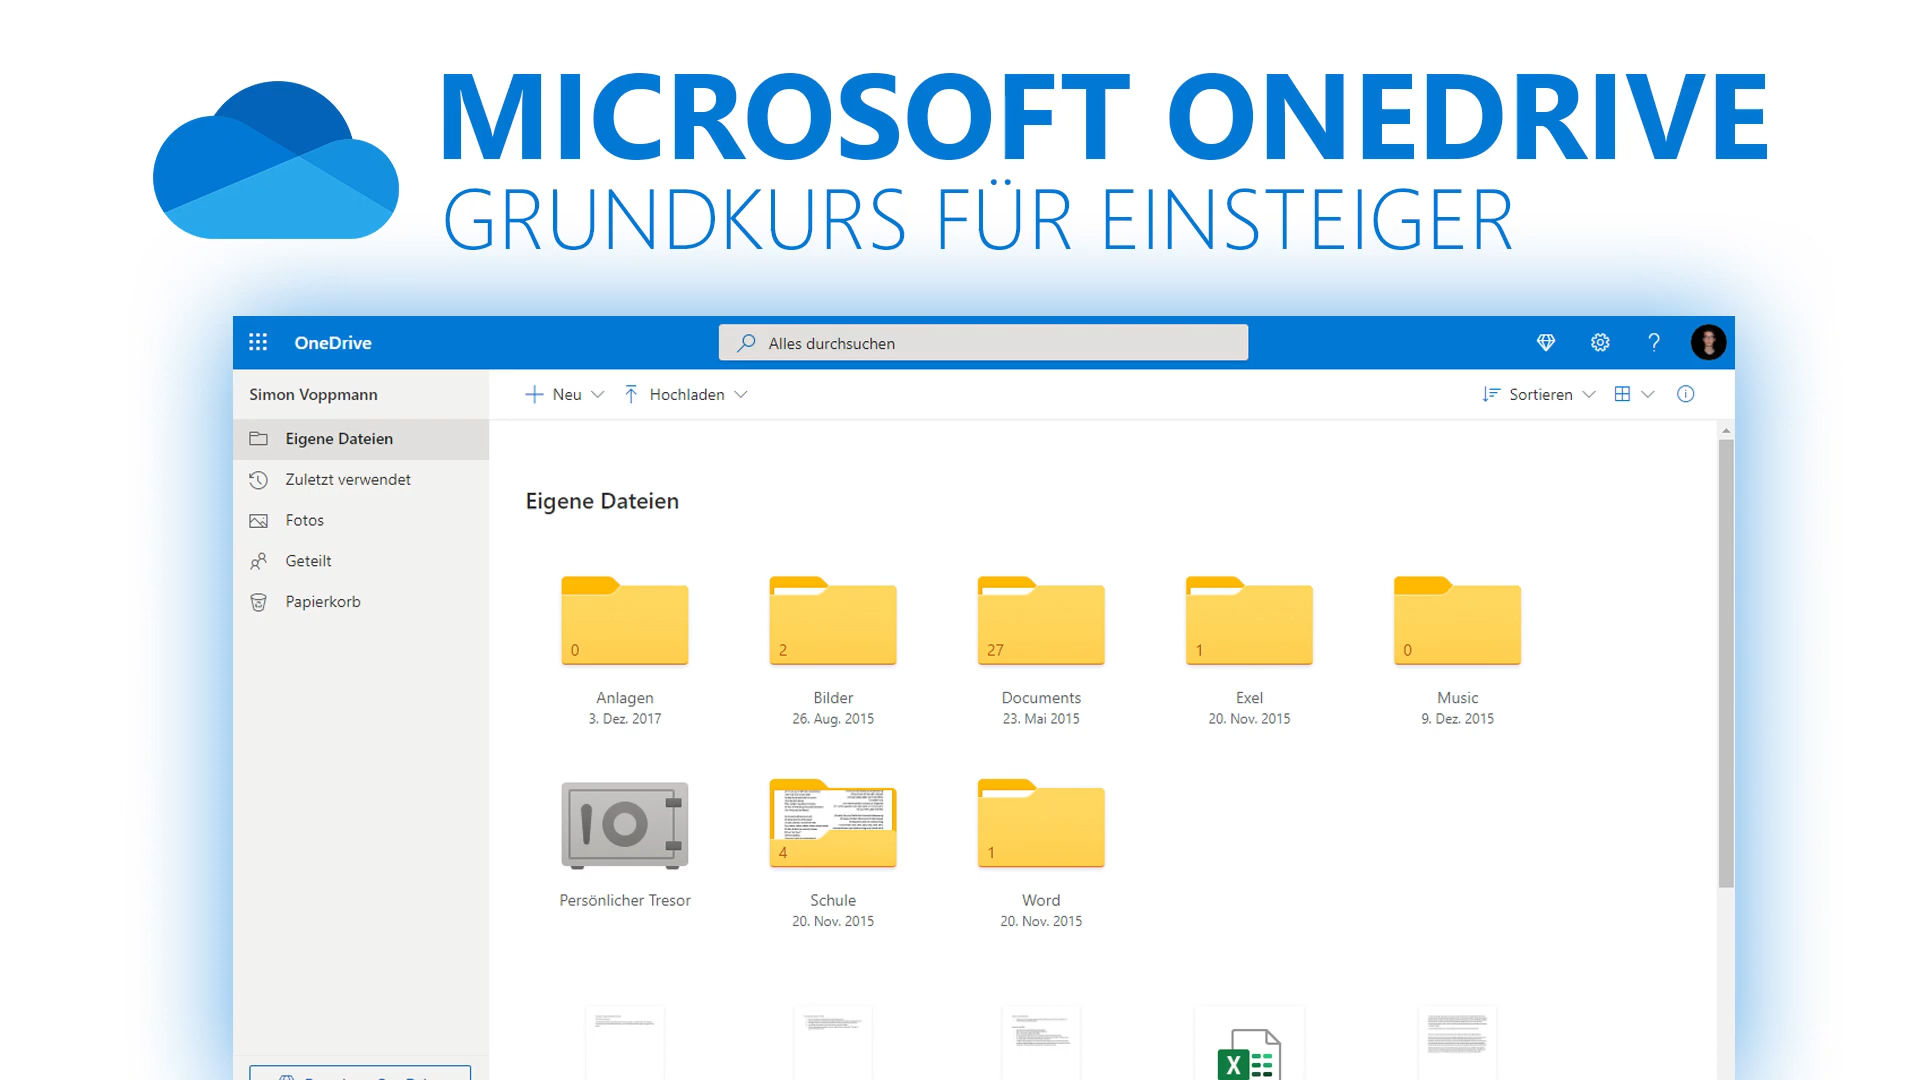 MICROSOFT ONEDRIVE
GRUNDKURS FÜR EINSTEIGER
OneDrive
Alles durchsuchen
?
Simon Voppmann
Neu
Hochladen
Sortieren
Eigene Dateien
Zuletzt verwendet
Fotos
Geteilt
Papierkorb
Eigene Dateien
0
2
27
1
0
Anlagen
Bilder
Documents
Exel
Music
3. Dez. 2017
26. Aug. 2015
23. Mai 2015
20. Nov. 2015
9. Dez. 2015
4
1
Persönlicher Tresor
Schule
Word
20. Nov. 2015
20. Nov. 2015
X